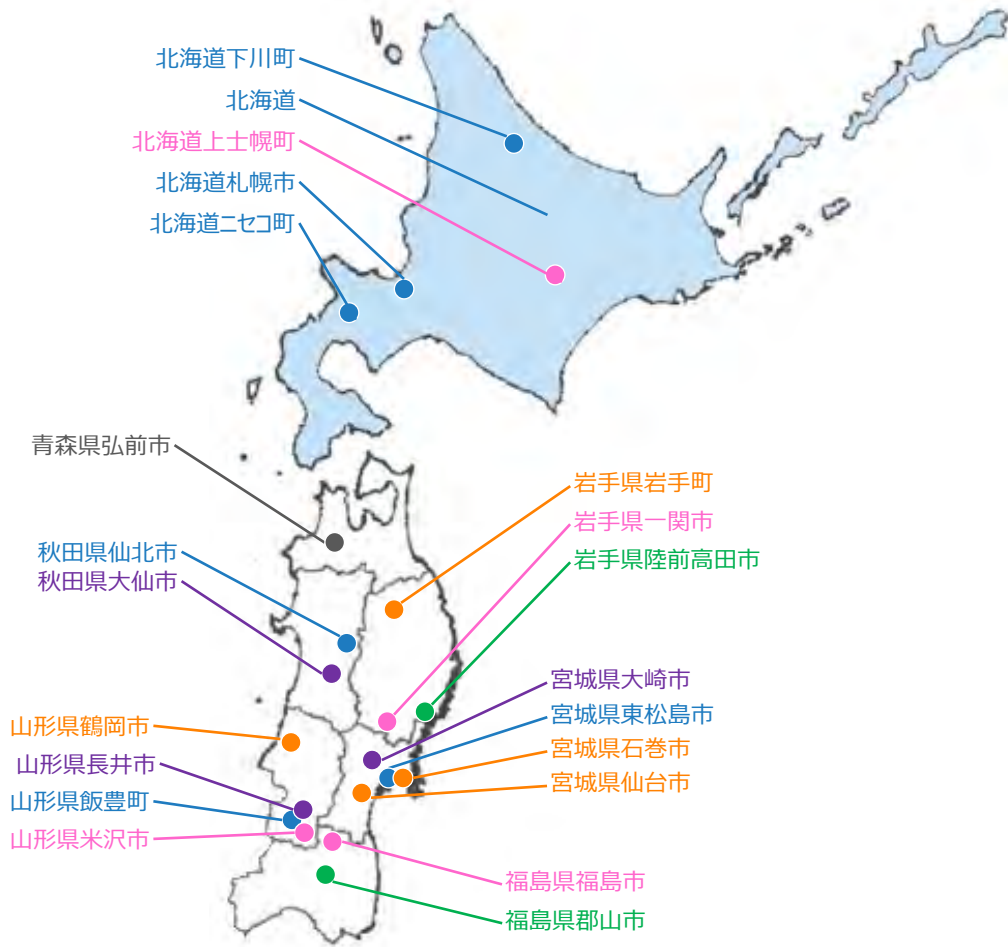 北海道下川町
北海道
北海道上士幌町
北海道札幌市
北海道ニセコ町
青森県弘前市
岩手県岩手町
岩手県一関市
秋田県仙北市
岩手県陸前高田市
秋田県大仙市
宮城県大崎市
宮城県東松島市
山形県鶴岡市
宮城県石巻市
山形県長井市
宮城県仙台市
山形県飯豊町
山形県米沢市
福島県福島市
福島県郡山市